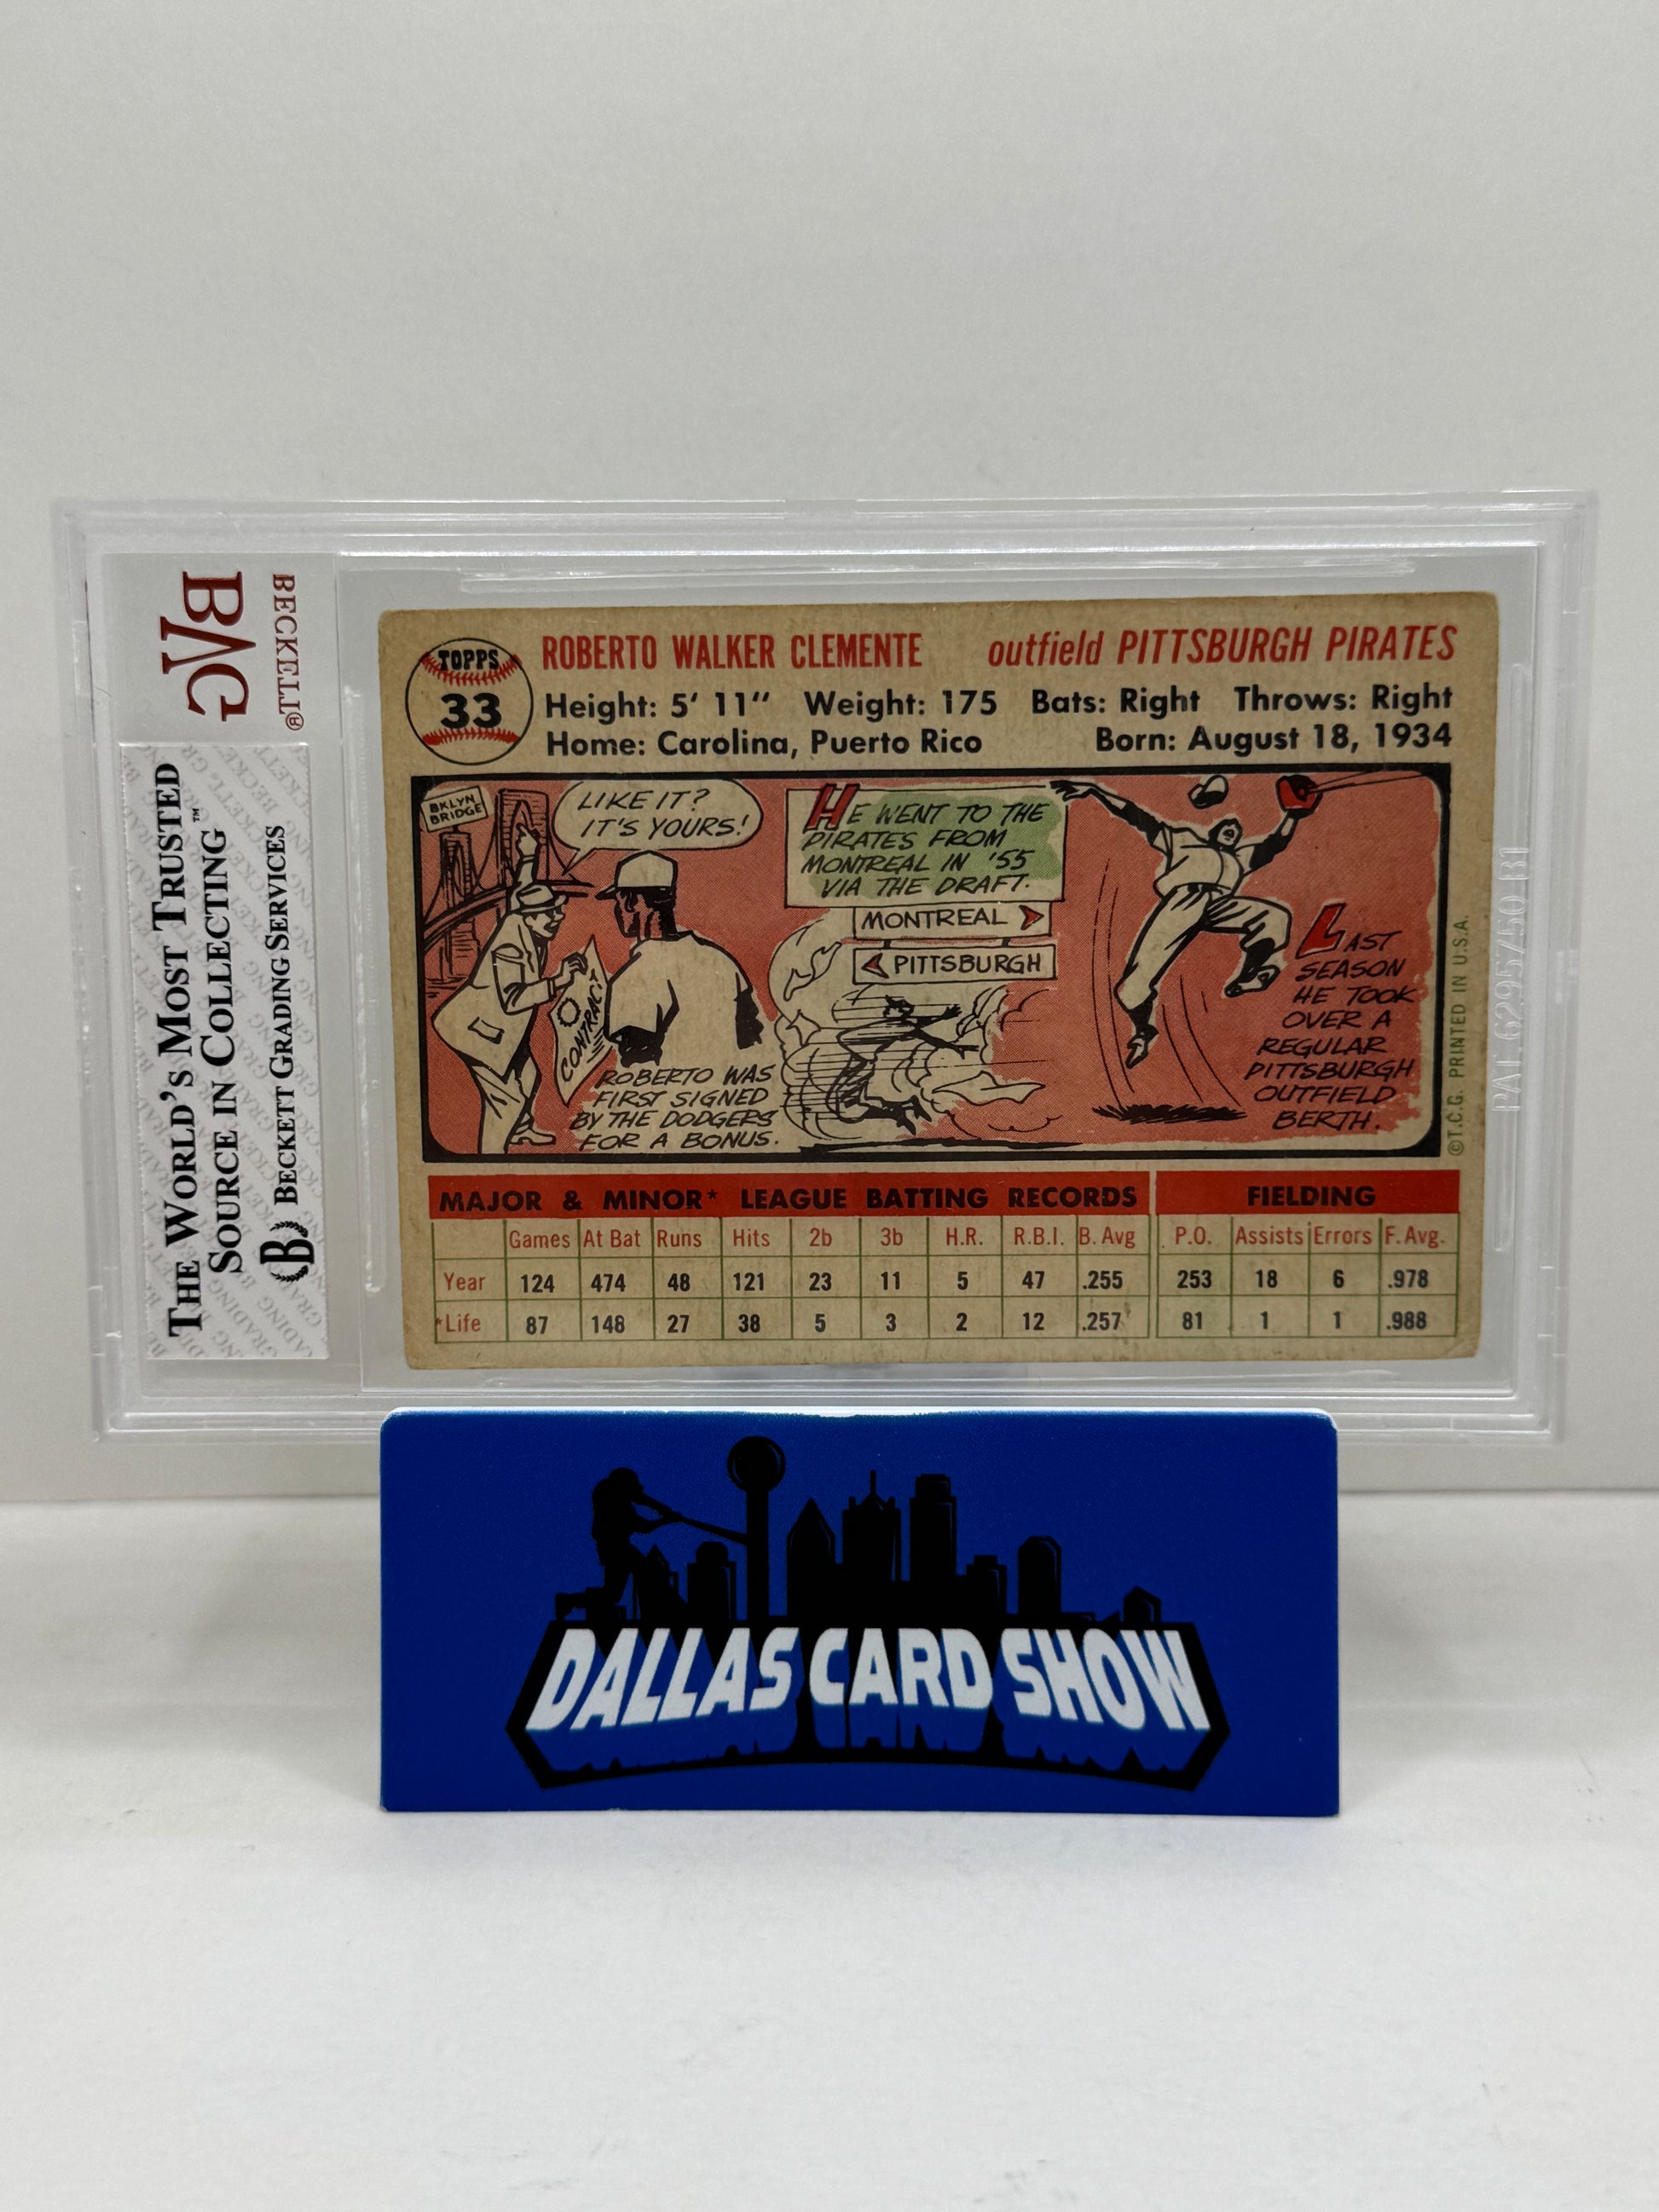 BECKETT®
BVG
THE WORLD'S MOST TRUSTED
SOURCE IN COLLECTING™
BECKETT GRADING SERVICES
TOPPS
33
ROBERTO WALKER CLEMENTE outfield PITTSBURGH PIRATES
Height: 5' 11" Weight: 175 Bats: Right Throws: Right
Home: Carolina, Puerto Rico Born: August 18, 1934
BKLYN
BRIDGE
LIKE IT?
IT'S YOURS!
CONTRACT
ROBERTO WAS
FIRST SIGNED
BY THE DODGERS
FOR A BONUS.
HE WENT TO THE
PIRATES FROM
MONTREAL IN '55
VIA THE DRAFT.
MONTREAL
PITTSBURGH
LAST
SEASON
HE TOOK
OVER A
REGULAR
PITTSBURGH
OUTFIELD
BERTH.
©T.C.G. PRINTED IN U.S.A.
MAJOR & MINOR* LEAGUE BATTING RECORDS FIELDING
Games At Bat Runs Hits 2b 3b H.R. R.B.I. B. Avg P.O. Assists Errors F. Avg.
Year 124 474 48 121 23 11 5 47 .255 253 18 6 .978
*Life 87 148 27 38 5 3 2 12 .257 81 1 1 .988
DALLAS CARD SHOW